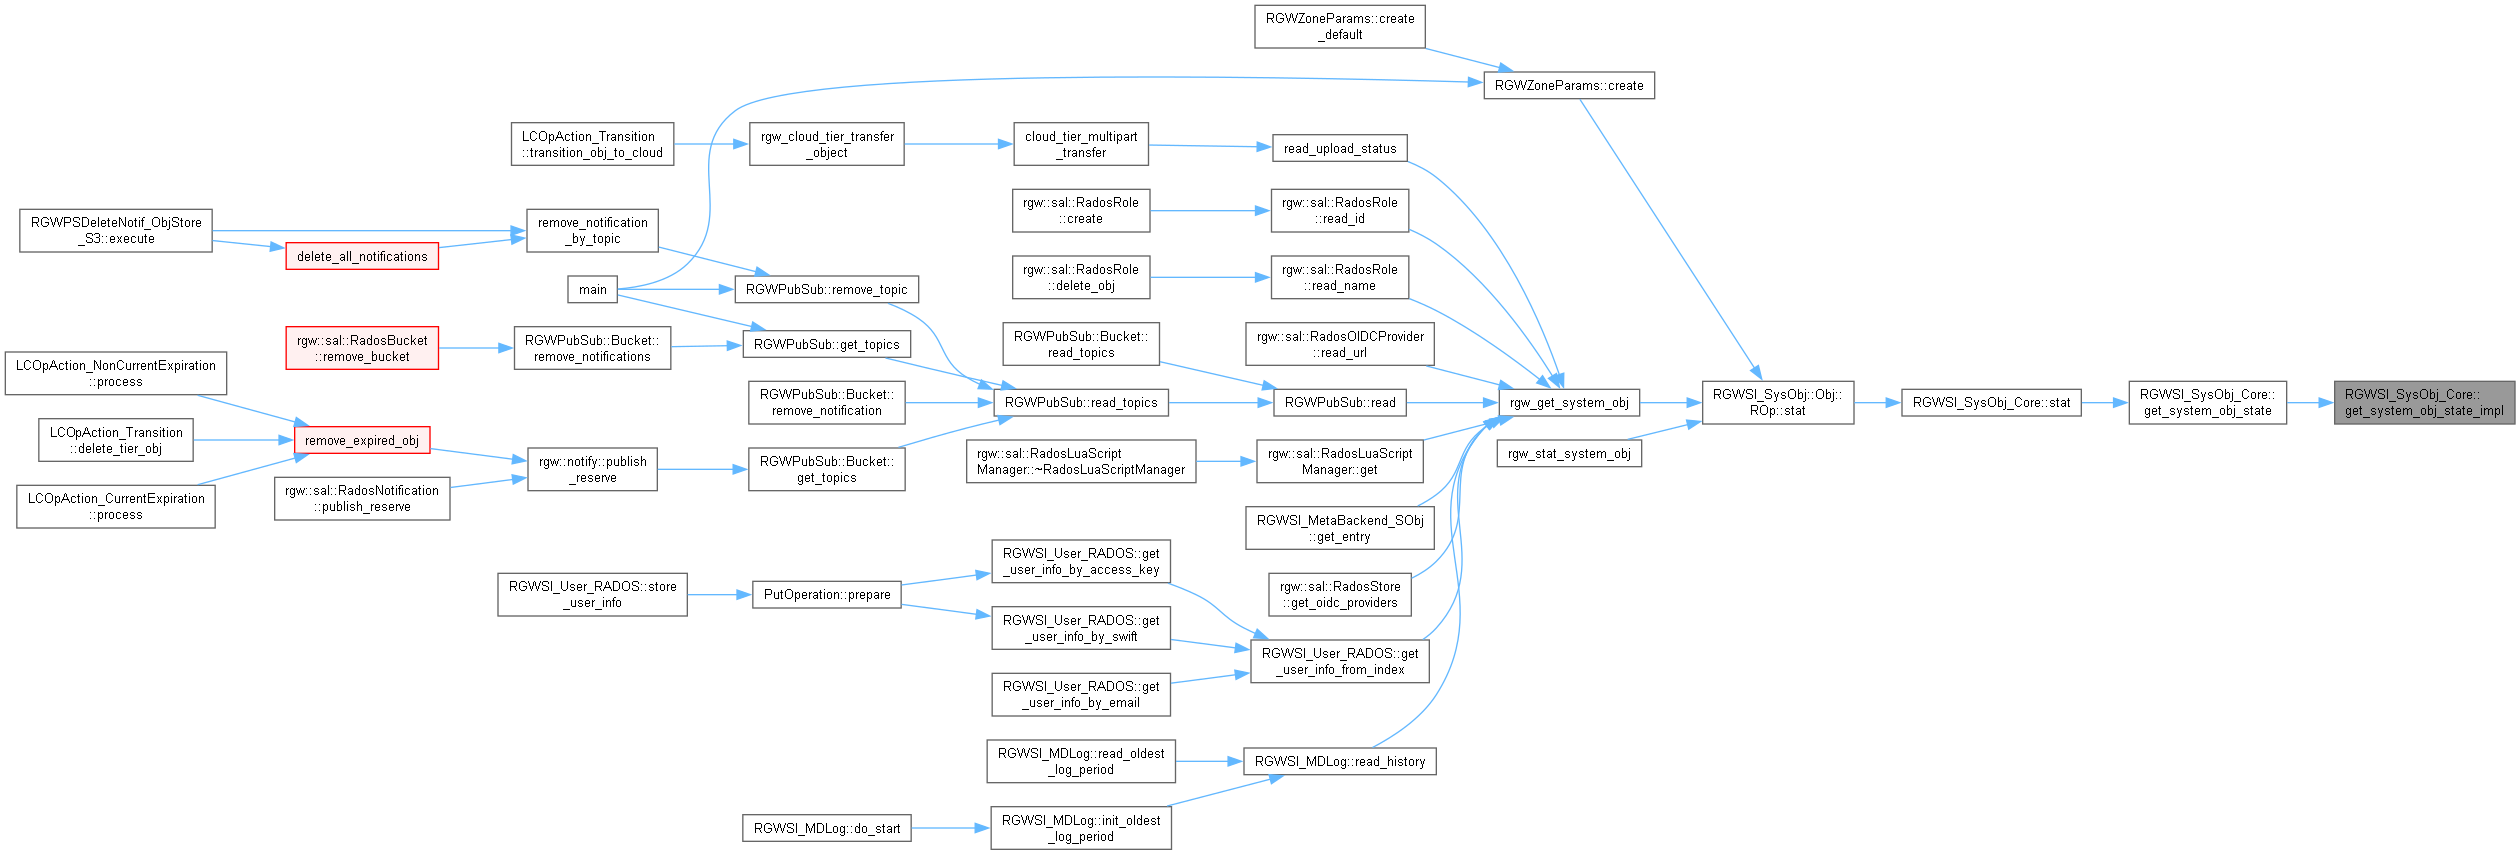 RGWZoneParams::create
_default
RGWZoneParams::create
LCOpAction_Transition
::transition_obj_to_cloud
rgw_cloud_tier_transfer
_object
cloud_tier_multipart
_transfer
read_upload_status
rgw::sal::RadosRole
::create
rgw::sal::RadosRole
::read_id
RGWPSDeleteNotif_ObjStore
_S3::execute
delete_all_notifications
remove_notification
_by_topic
main
RGWPubSub::remove_topic
rgw::sal::RadosRole
::delete_obj
rgw::sal::RadosRole
::read_name
rgw::sal::RadosBucket
::remove_bucket
RGWPubSub::Bucket::
remove_notifications
RGWPubSub::get_topics
RGWPubSub::Bucket::
read_topics
rgw::sal::RadosOIDCProvider
::read_url
LCOpAction_NonCurrentExpiration
::process
RGWPubSub::Bucket::
remove_notification
RGWPubSub::read_topics
RGWPubSub::read
rgw_get_system_obj
RGWSI_SysObj::Obj::
ROp::stat
RGWSI_SysObj_Core::stat
RGWSI_SysObj_Core::
get_system_obj_state
RGWSI_SysObj_Core::
get_system_obj_state_impl
LCOpAction_Transition
::delete_tier_obj
remove_expired_obj
rgw::notify::publish
_reserve
RGWPubSub::Bucket::
get_topics
rgw::sal::RadosLuaScript
Manager::~RadosLuaScriptManager
rgw::sal::RadosLuaScript
Manager::get
rgw_stat_system_obj
LCOpAction_CurrentExpiration
::process
rgw::sal::RadosNotification
::publish_reserve
RGWSI_MetaBackend_SObj
::get_entry
RGWSI_User_RADOS::store
_user_info
PutOperation::prepare
RGWSI_User_RADOS::get
_user_info_by_access_key
rgw::sal::RadosStore
::get_oidc_providers
RGWSI_User_RADOS::get
_user_info_by_swift
RGWSI_User_RADOS::get
_user_info_from_index
RGWSI_User_RADOS::get
_user_info_by_email
RGWSI_MDLog::read_oldest
_log_period
RGWSI_MDLog::read_history
RGWSI_MDLog::do_start
RGWSI_MDLog::init_oldest
_log_period